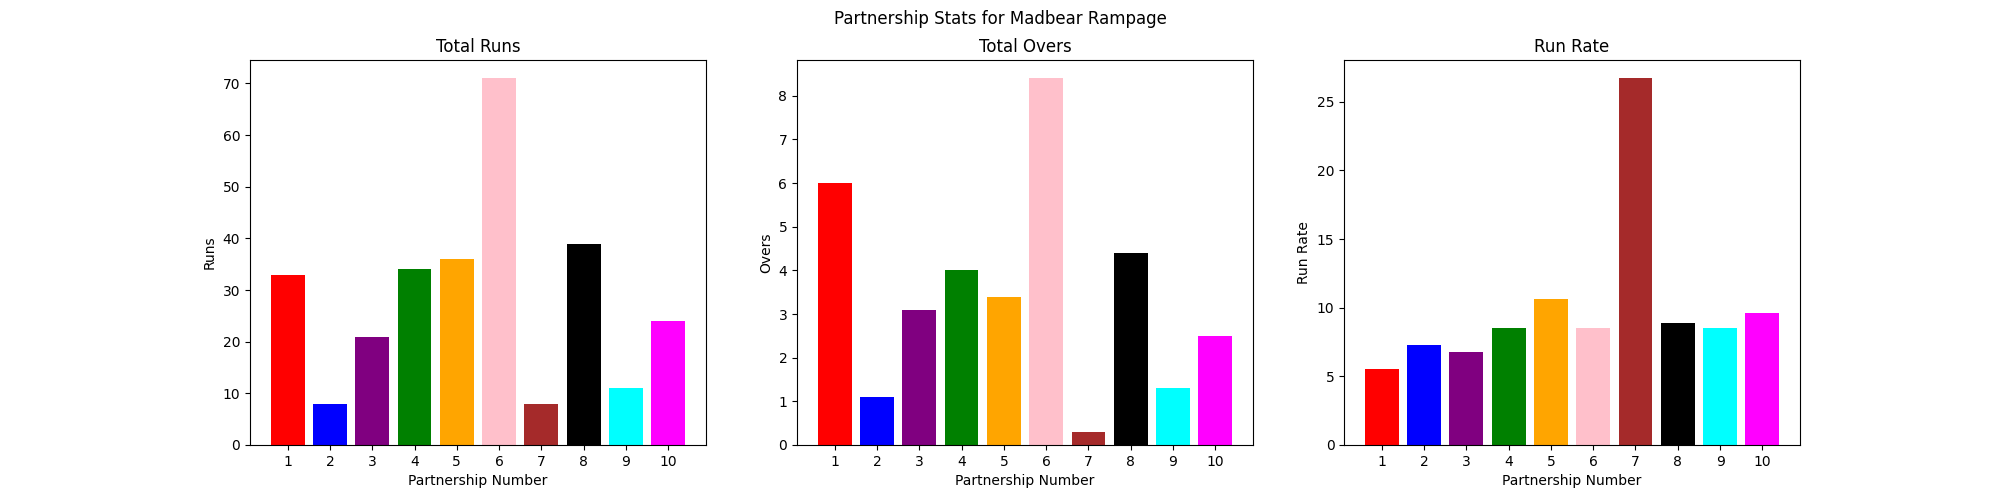 Partnership Stats for Madbear Rampage
Total Runs
Runs
70
60
50
40
30
20
10
0
1 2 3 4 5 6 7 8 9 10
Partnership Number
Total Overs
Overs
8
7
6
5
4
3
2
1
0
1 2 3 4 5 6 7 8 9 10
Partnership Number
Run Rate
Run Rate
25
20
15
10
5
0
1 2 3 4 5 6 7 8 9 10
Partnership Number